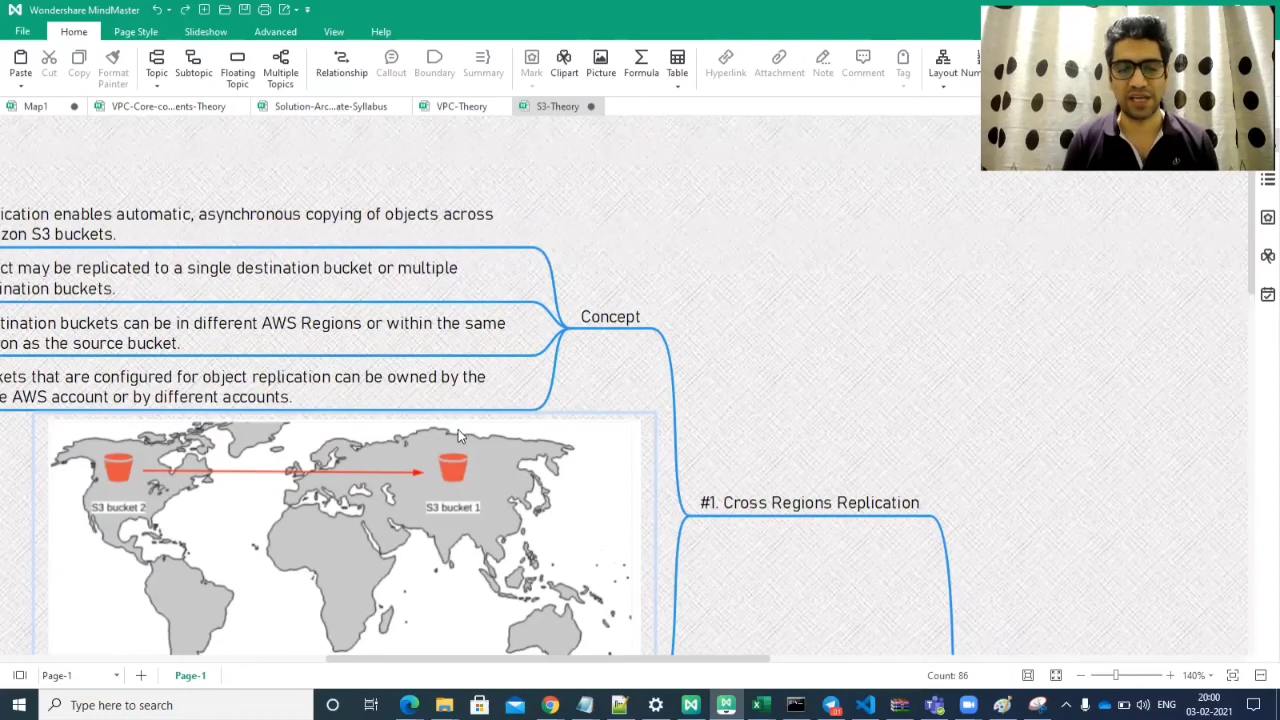 Wondershare MindMaster
File Home Page Style Slideshow Advanced View Help
Paste Cut Copy Format Painter Topic Subtopic Floating Topic Multiple Topics Relationship Callout Boundary Summary Mark Clipart Picture Formula Table Hyperlink Attachment Note Comment Tag Layout Num
Map1 VPC-Core-co...ents-Theory Solution-Arc...ate-Syllabus VPC-Theory S3-Theory
ication enables automatic, asynchronous copying of objects across
zon S3 buckets.
ct may be replicated to a single destination bucket or multiple
ination buckets.
tination buckets can be in different AWS Regions or within the same
on as the source bucket.
kets that are configured for object replication can be owned by the
e AWS account or by different accounts.
Concept
S3 bucket 2
S3 bucket 1
#1. Cross Regions Replication
Page-1 Page-1 Count: 86 140%
Type here to search
ENG
20:00
03-02-2021